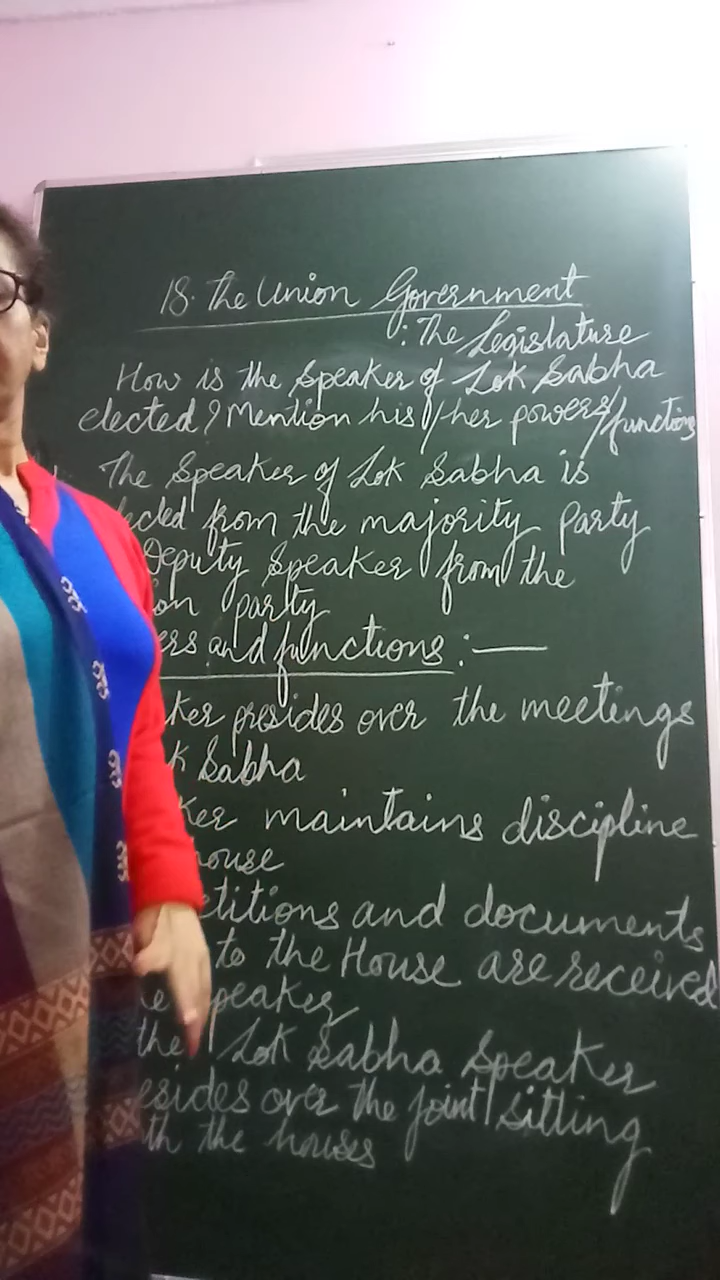 18. The Union Government
: The Legislature
How is the Speaker of Lok Sabha
elected? Mention his/her powers/functions
The Speaker of Lok Sabha is
ected from the majority party
Deputy Speaker from the
on party
ers and functions :—
ker presides over the meetings
k Sabha
ker maintains discipline
house
etitions and documents
to the House are received
e Speaker
the Lok Sabha Speaker
esides over the joint sitting
th the houses